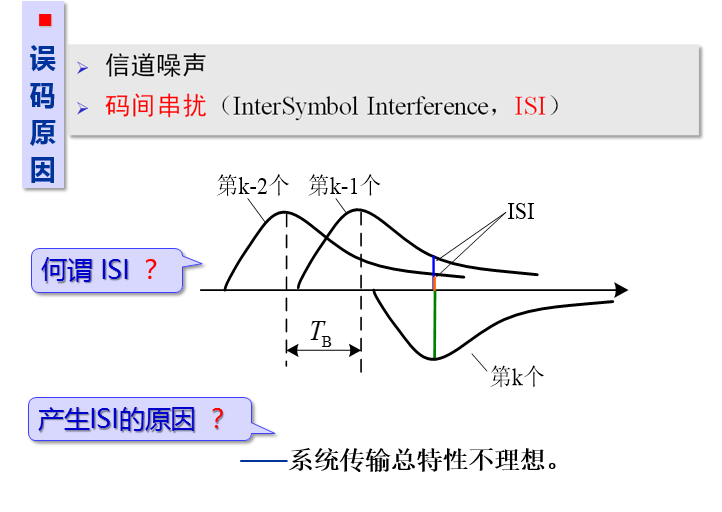 误码原因
信道噪声
码间串扰（InterSymbol Interference，ISI）
第k-2个 第k-1个
ISI
何谓 ISI ？
T_B
第k个
产生ISI的原因 ？
——系统传输总特性不理想。